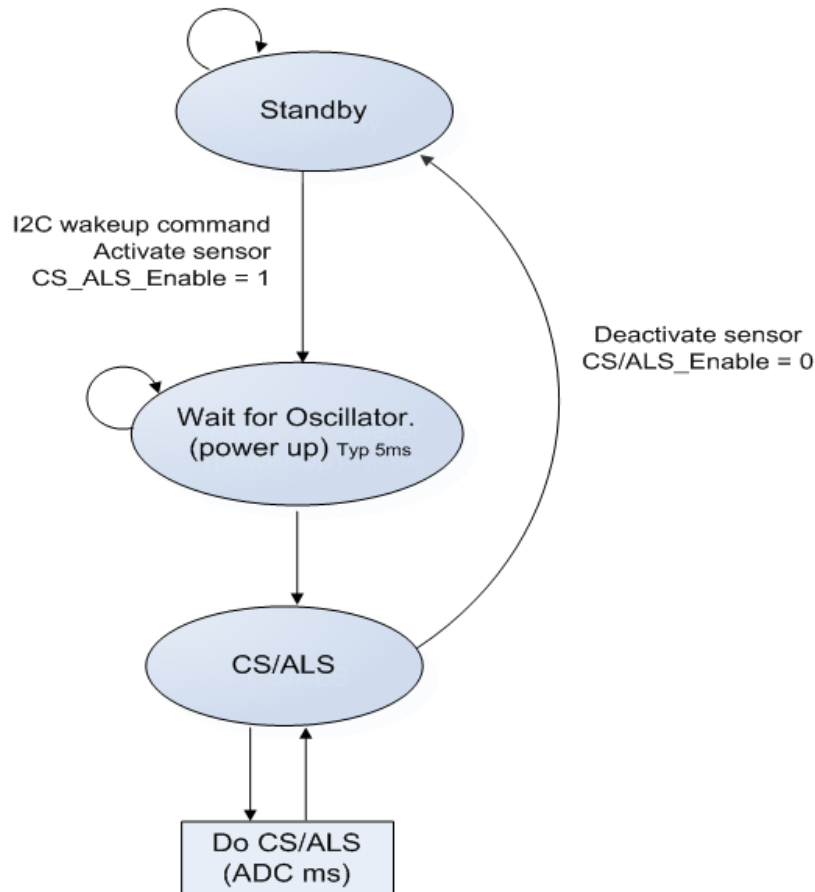 Standby
I2C wakeup command
Activate sensor
CS_ALS_Enable = 1
Deactivate sensor
CS/ALS_Enable = 0
Wait for Oscillator.
(power up) Typ 5ms
CS/ALS
Do CS/ALS
(ADC ms)